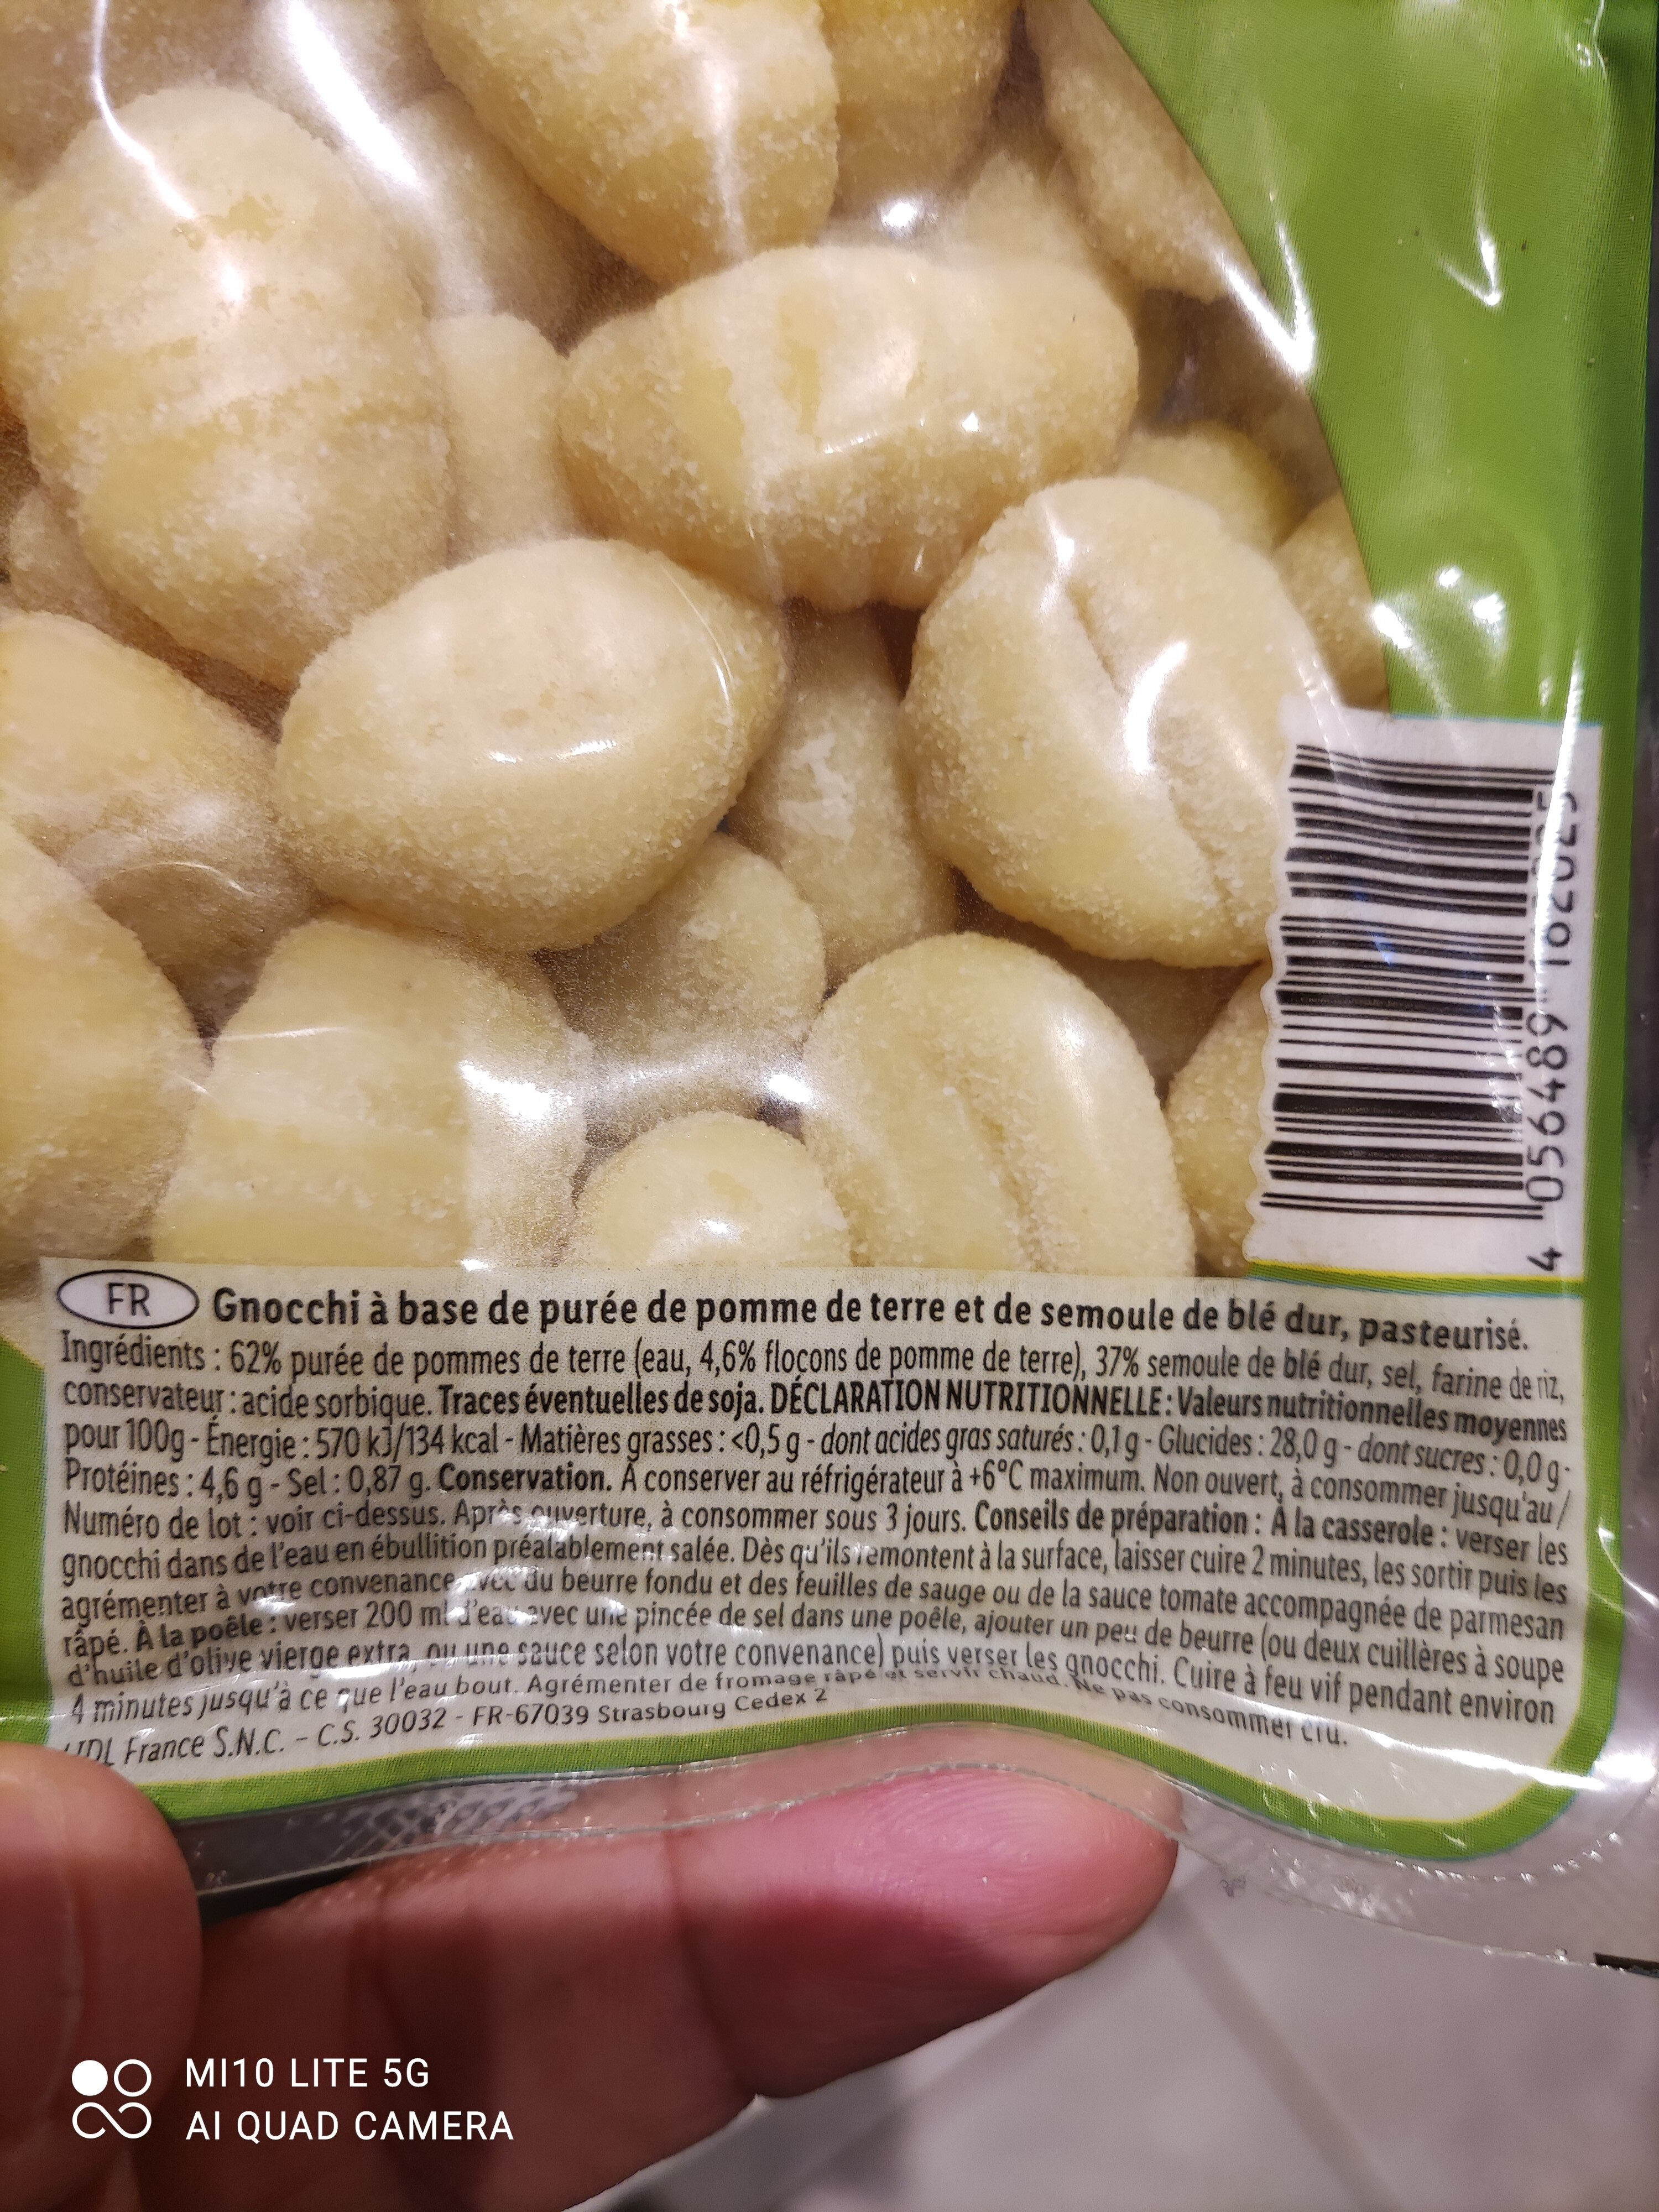 4 056489 162025
FR Gnocchi à base de purée de pomme de terre et de semoule de blé dur, pasteurisé.
Ingrédients : 62% purée de pommes de terre (eau, 4,6% flocons de pomme de terre), 37% semoule de blé dur, sel, farine de riz,
conservateur : acide sorbique. Traces éventuelles de soja. DÉCLARATION NUTRITIONNELLE : Valeurs nutritionnelles moyennes
pour 100g - Énergie : 570 kJ/134 kcal - Matières grasses : <0,5 g - dont acides gras saturés : 0,1 g - Glucides : 28,0 g - dont sucres : 0,0 g -
Protéines : 4,6 g - Sel : 0,87 g. Conservation. À conserver au réfrigérateur à +6°C maximum. Non ouvert, à consommer jusqu'au /
Numéro de lot : voir ci-dessus. Après ouverture, à consommer sous 3 jours. Conseils de préparation : À la casserole : verser les
gnocchi dans de l'eau en ébullition préalablement salée. Dès qu'ils remontent à la surface, laisser cuire 2 minutes, les sortir puis les
agrémenter à votre convenance avec du beurre fondu et des feuilles de sauge ou de la sauce tomate accompagnée de parmesan
râpé. À la poêle : verser 200 ml d'eau avec une pincée de sel dans une poêle, ajouter un peu de beurre (ou deux cuillères à soupe
d'huile d'olive vierge extra, ou une sauce selon votre convenance) puis verser les gnocchi. Cuire à feu vif pendant environ
4 minutes jusqu'à ce que l'eau bout. Agrémenter de fromage râpé et servir chaud. Ne pas consommer cru.
LIDL France S.N.C. – C.S. 30032 - FR-67039 Strasbourg Cedex 2
MI10 LITE 5G
AI QUAD CAMERA